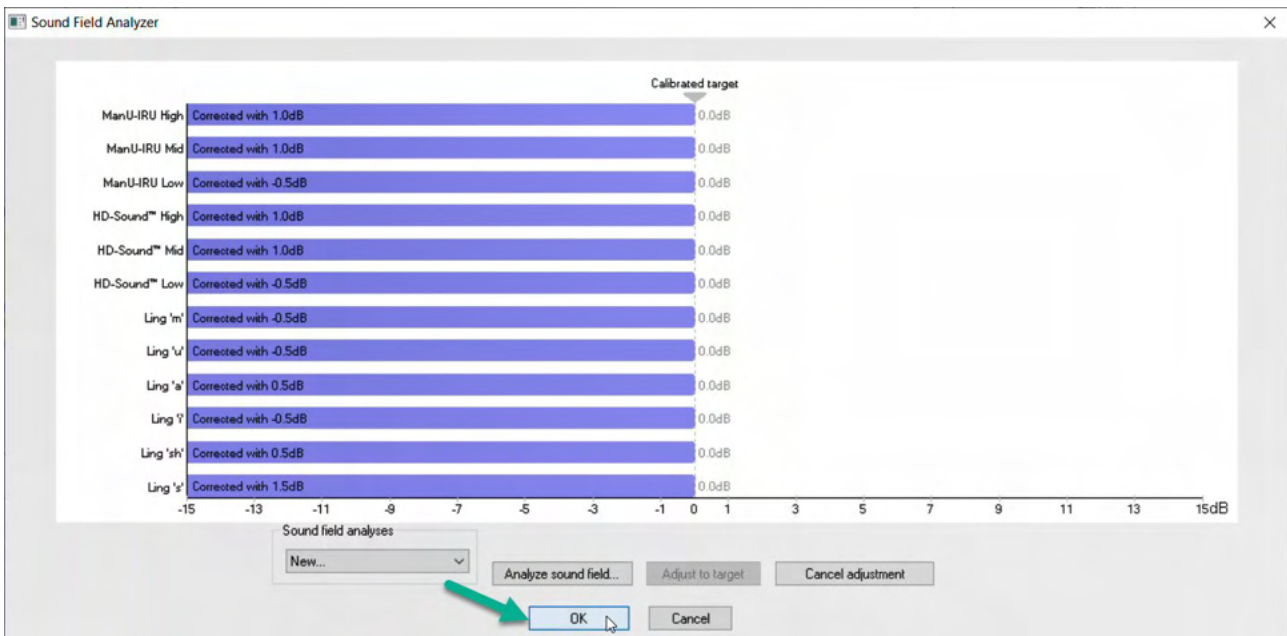 Sound Field Analyzer
Calibrated target
ManU-IRU High Corrected with 1.0dB 0.0dB
ManU-IRU Mid Corrected with 1.0dB 0.0dB
ManU-IRU Low Corrected with -0.5dB 0.0dB
HD-Sound™ High Corrected with 1.0dB 0.0dB
HD-Sound™ Mid Corrected with 1.0dB 0.0dB
HD-Sound™ Low Corrected with -0.5dB 0.0dB
Ling 'm' Corrected with -0.5dB 0.0dB
Ling 'u' Corrected with -0.5dB 0.0dB
Ling 'a' Corrected with 0.5dB 0.0dB
Ling 'i' Corrected with -0.5dB 0.0dB
Ling 'sh' Corrected with 0.5dB 0.0dB
Ling 's' Corrected with 1.5dB 0.0dB
-15 -13 -11 -9 -7 -5 -3 -1 0 1 3 5 7 9 11 13 15dB
Sound field analyses
New...
Analyze sound field... Adjust to target Cancel adjustment
OK Cancel